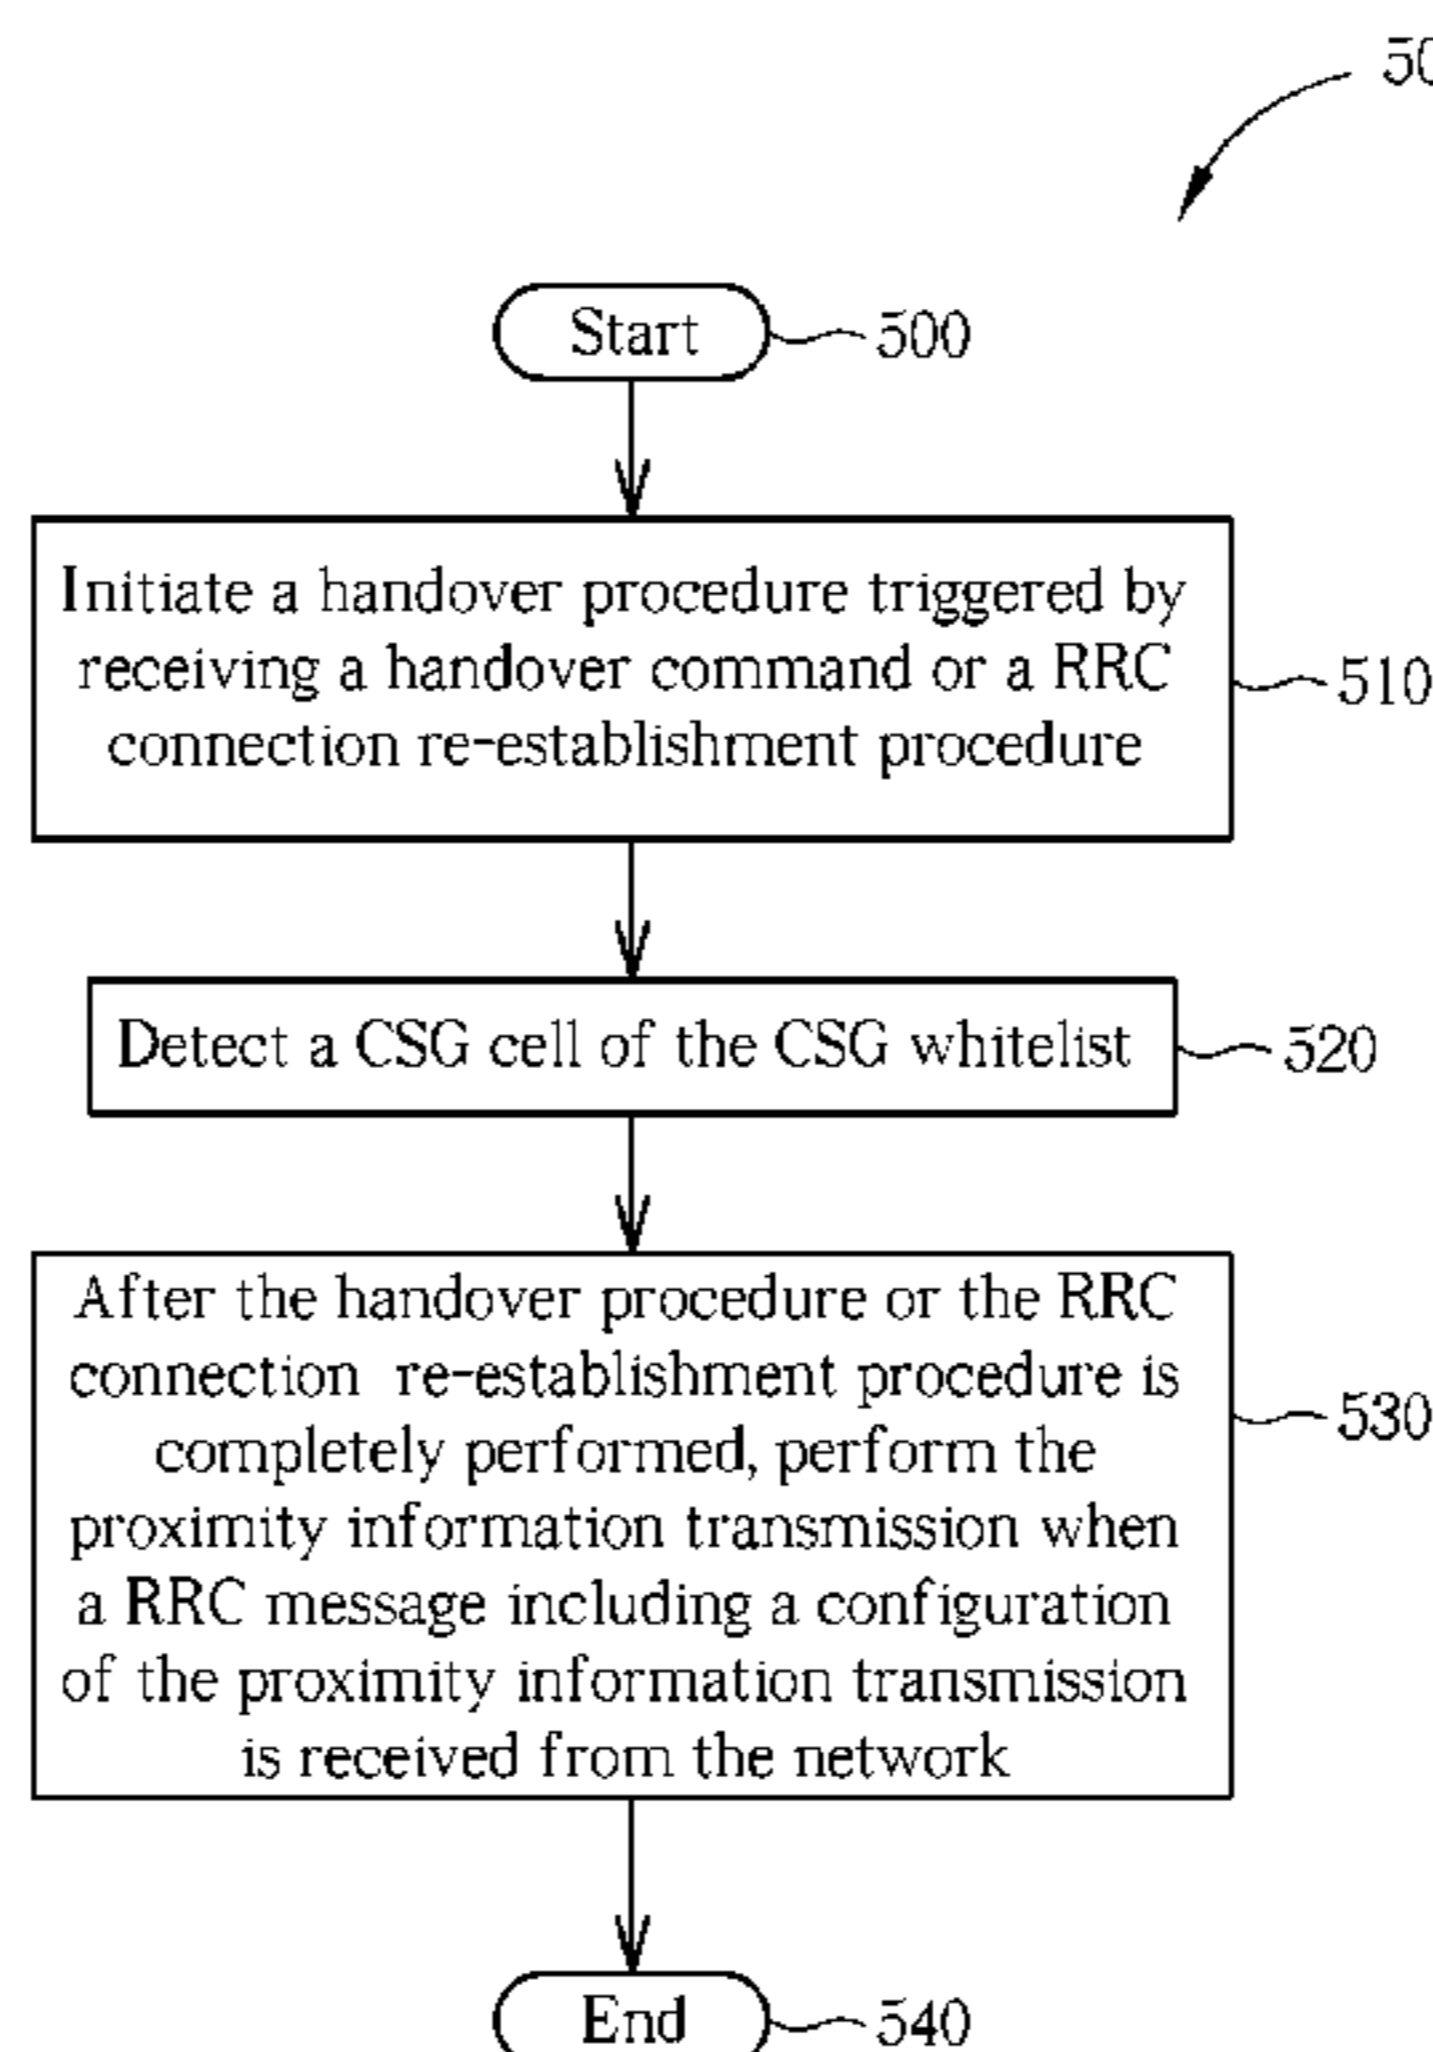 50
Start
500
Initiate a handover procedure triggered by
receiving a handover command or a RRC
connection re-establishment procedure
510
Detect a CSG cell of the CSG whitelist
520
After the handover procedure or the RRC
connection re-establishment procedure is
completely performed, perform the
proximity information transmission when
a RRC message including a configuration
of the proximity information transmission
is received from the network
530
End
540